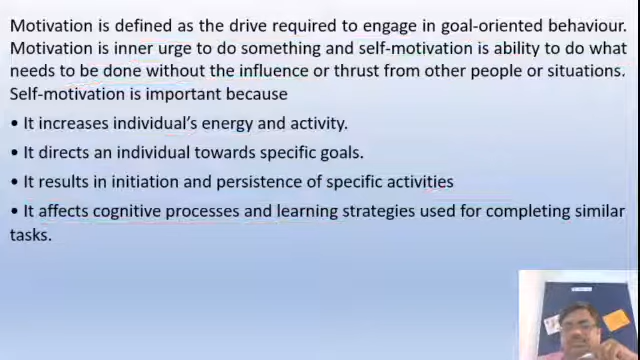 Motivation is defined as the drive required to engage in goal-oriented behaviour.
Motivation is inner urge to do something and self-motivation is ability to do what
needs to be done without the influence or thrust from other people or situations.
Self-motivation is important because
• It increases individual's energy and activity.
• It directs an individual towards specific goals.
• It results in initiation and persistence of specific activities
• It affects cognitive processes and learning strategies used for completing similar
tasks.